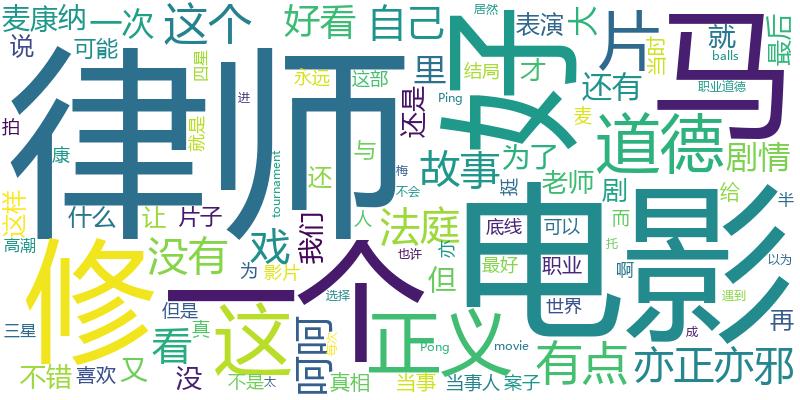 麦康纳 一次 这个 好看 自己 好 大 片 马 就 最后
说 可能 四星 永远 这部 里 表演 居然 当时 balls
律师 结局 才 还有 职业道德
拍 康 就是 进 还是 Ping 故事 为了 道德 剧情
tournament 还 与 麦 老师 剧 给 半
这样 什么 让 片子 我们 人 梅 不会 挺 而
高潮 没有 戏 法庭 亦 底线 可以 托
修 一个 为 影片 也许 但 最好 职业 啊 电影 遇到 以为
三星 但是 真 这 选择 呵呵 每次 正义 世界 成 再
看 Pong movie 有点 亦正亦邪
不错 喜欢 又 没 不是 太 真相 当事 当事人 案子